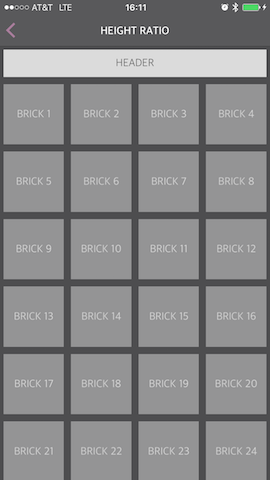 AT&T LTE 16:11
HEIGHT RATIO
HEADER
BRICK 1 BRICK 2 BRICK 3 BRICK 4
BRICK 5 BRICK 6 BRICK 7 BRICK 8
BRICK 9 BRICK 10 BRICK 11 BRICK 12
BRICK 13 BRICK 14 BRICK 15 BRICK 16
BRICK 17 BRICK 18 BRICK 19 BRICK 20
BRICK 21 BRICK 22 BRICK 23 BRICK 24